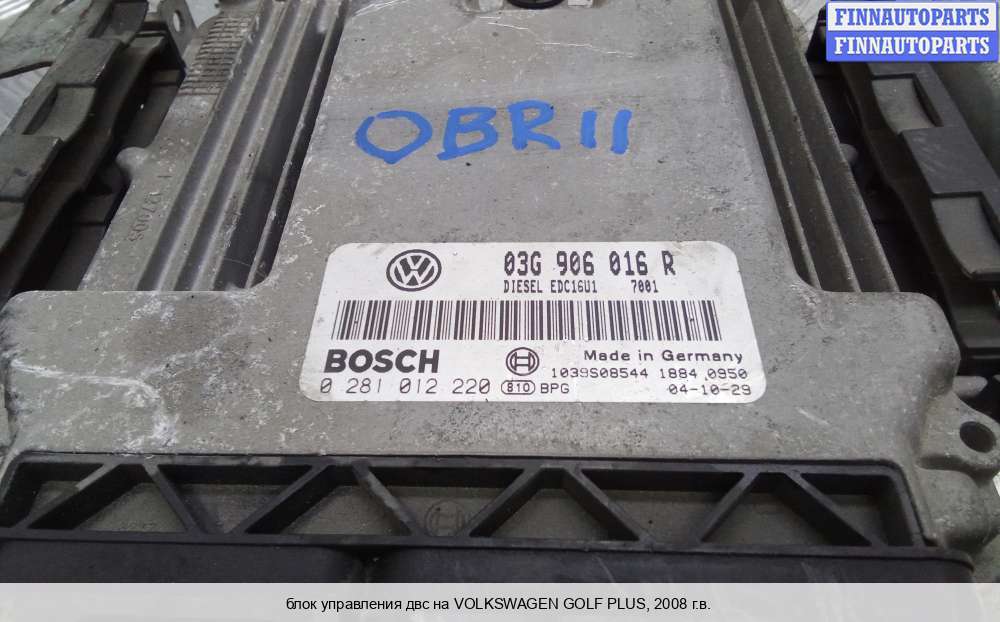 FINNAUTOPARTS
FINNAUTOPARTS
OBR11
03G 906 016 R
DIESEL EDC16U1 7001
BOSCH
Made in Germany
1039S08544 1884 0950
0 281 012 220 810 BPG 04-10-29
блок управления двс на VOLKSWAGEN GOLF PLUS, 2008 г.в.